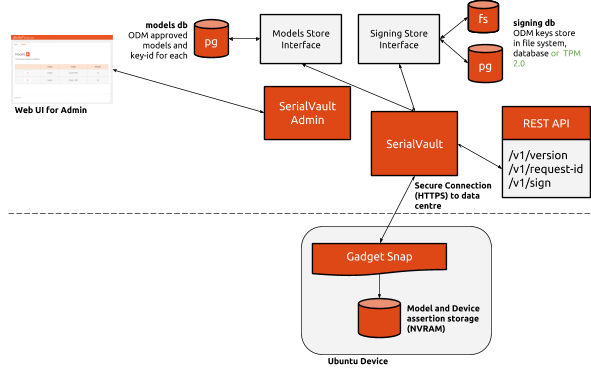 models db
ODM approved
models and
key-id for each
pg
Models Store
Interface
Signing Store
Interface
fs
pg
signing db
ODM keys store
in file system,
database or TPM
2.0
Web UI for Admin
SerialVault
Admin
SerialVault
REST API
/v1/version
/v1/request-id
/v1/sign
Secure Connection
(HTTPS) to data
centre
Gadget Snap
Model and Device
assertion storage
(NVRAM)
Ubuntu Device